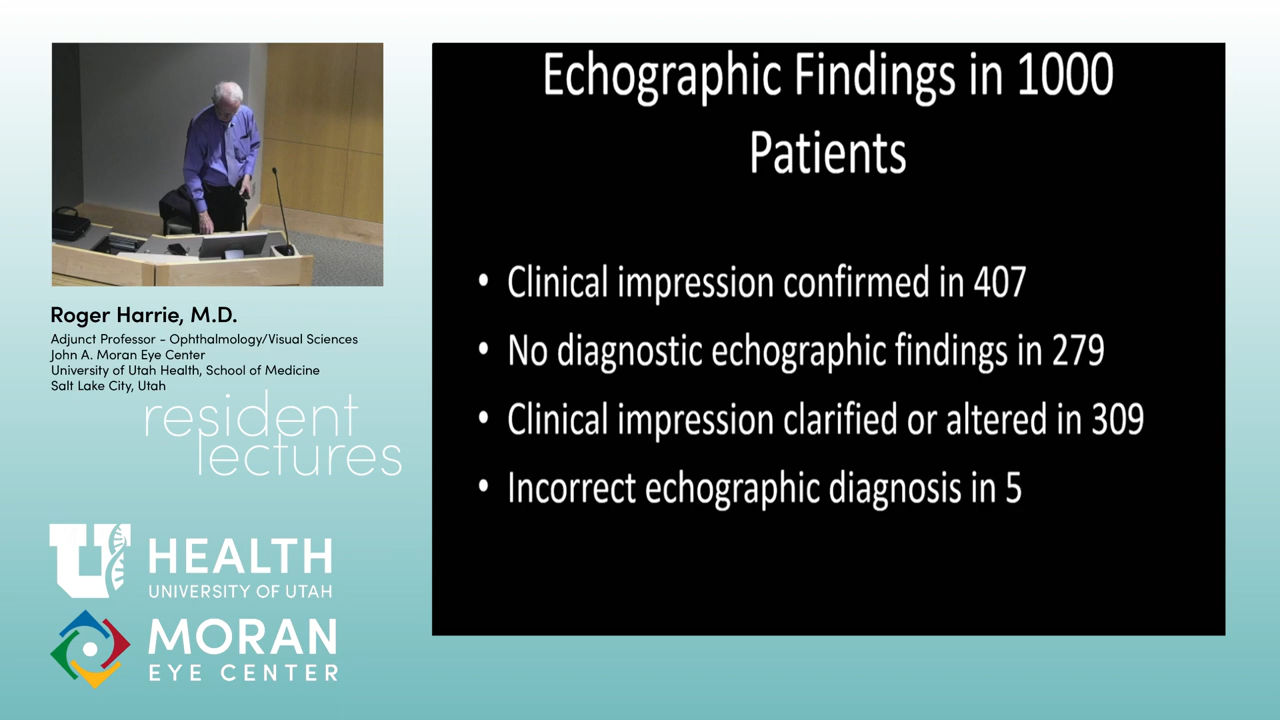 Echographic Findings in 1000
Patients
• Clinical impression confirmed in 407
• No diagnostic echographic findings in 279
• Clinical impression clarified or altered in 309
• Incorrect echographic diagnosis in 5
Roger Harrie, M.D.
Adjunct Professor - Ophthalmology/Visual Sciences
John A. Moran Eye Center
University of Utah Health, School of Medicine
Salt Lake City, Utah
resident
lectures
U HEALTH
UNIVERSITY OF UTAH
MORAN
EYE CENTER